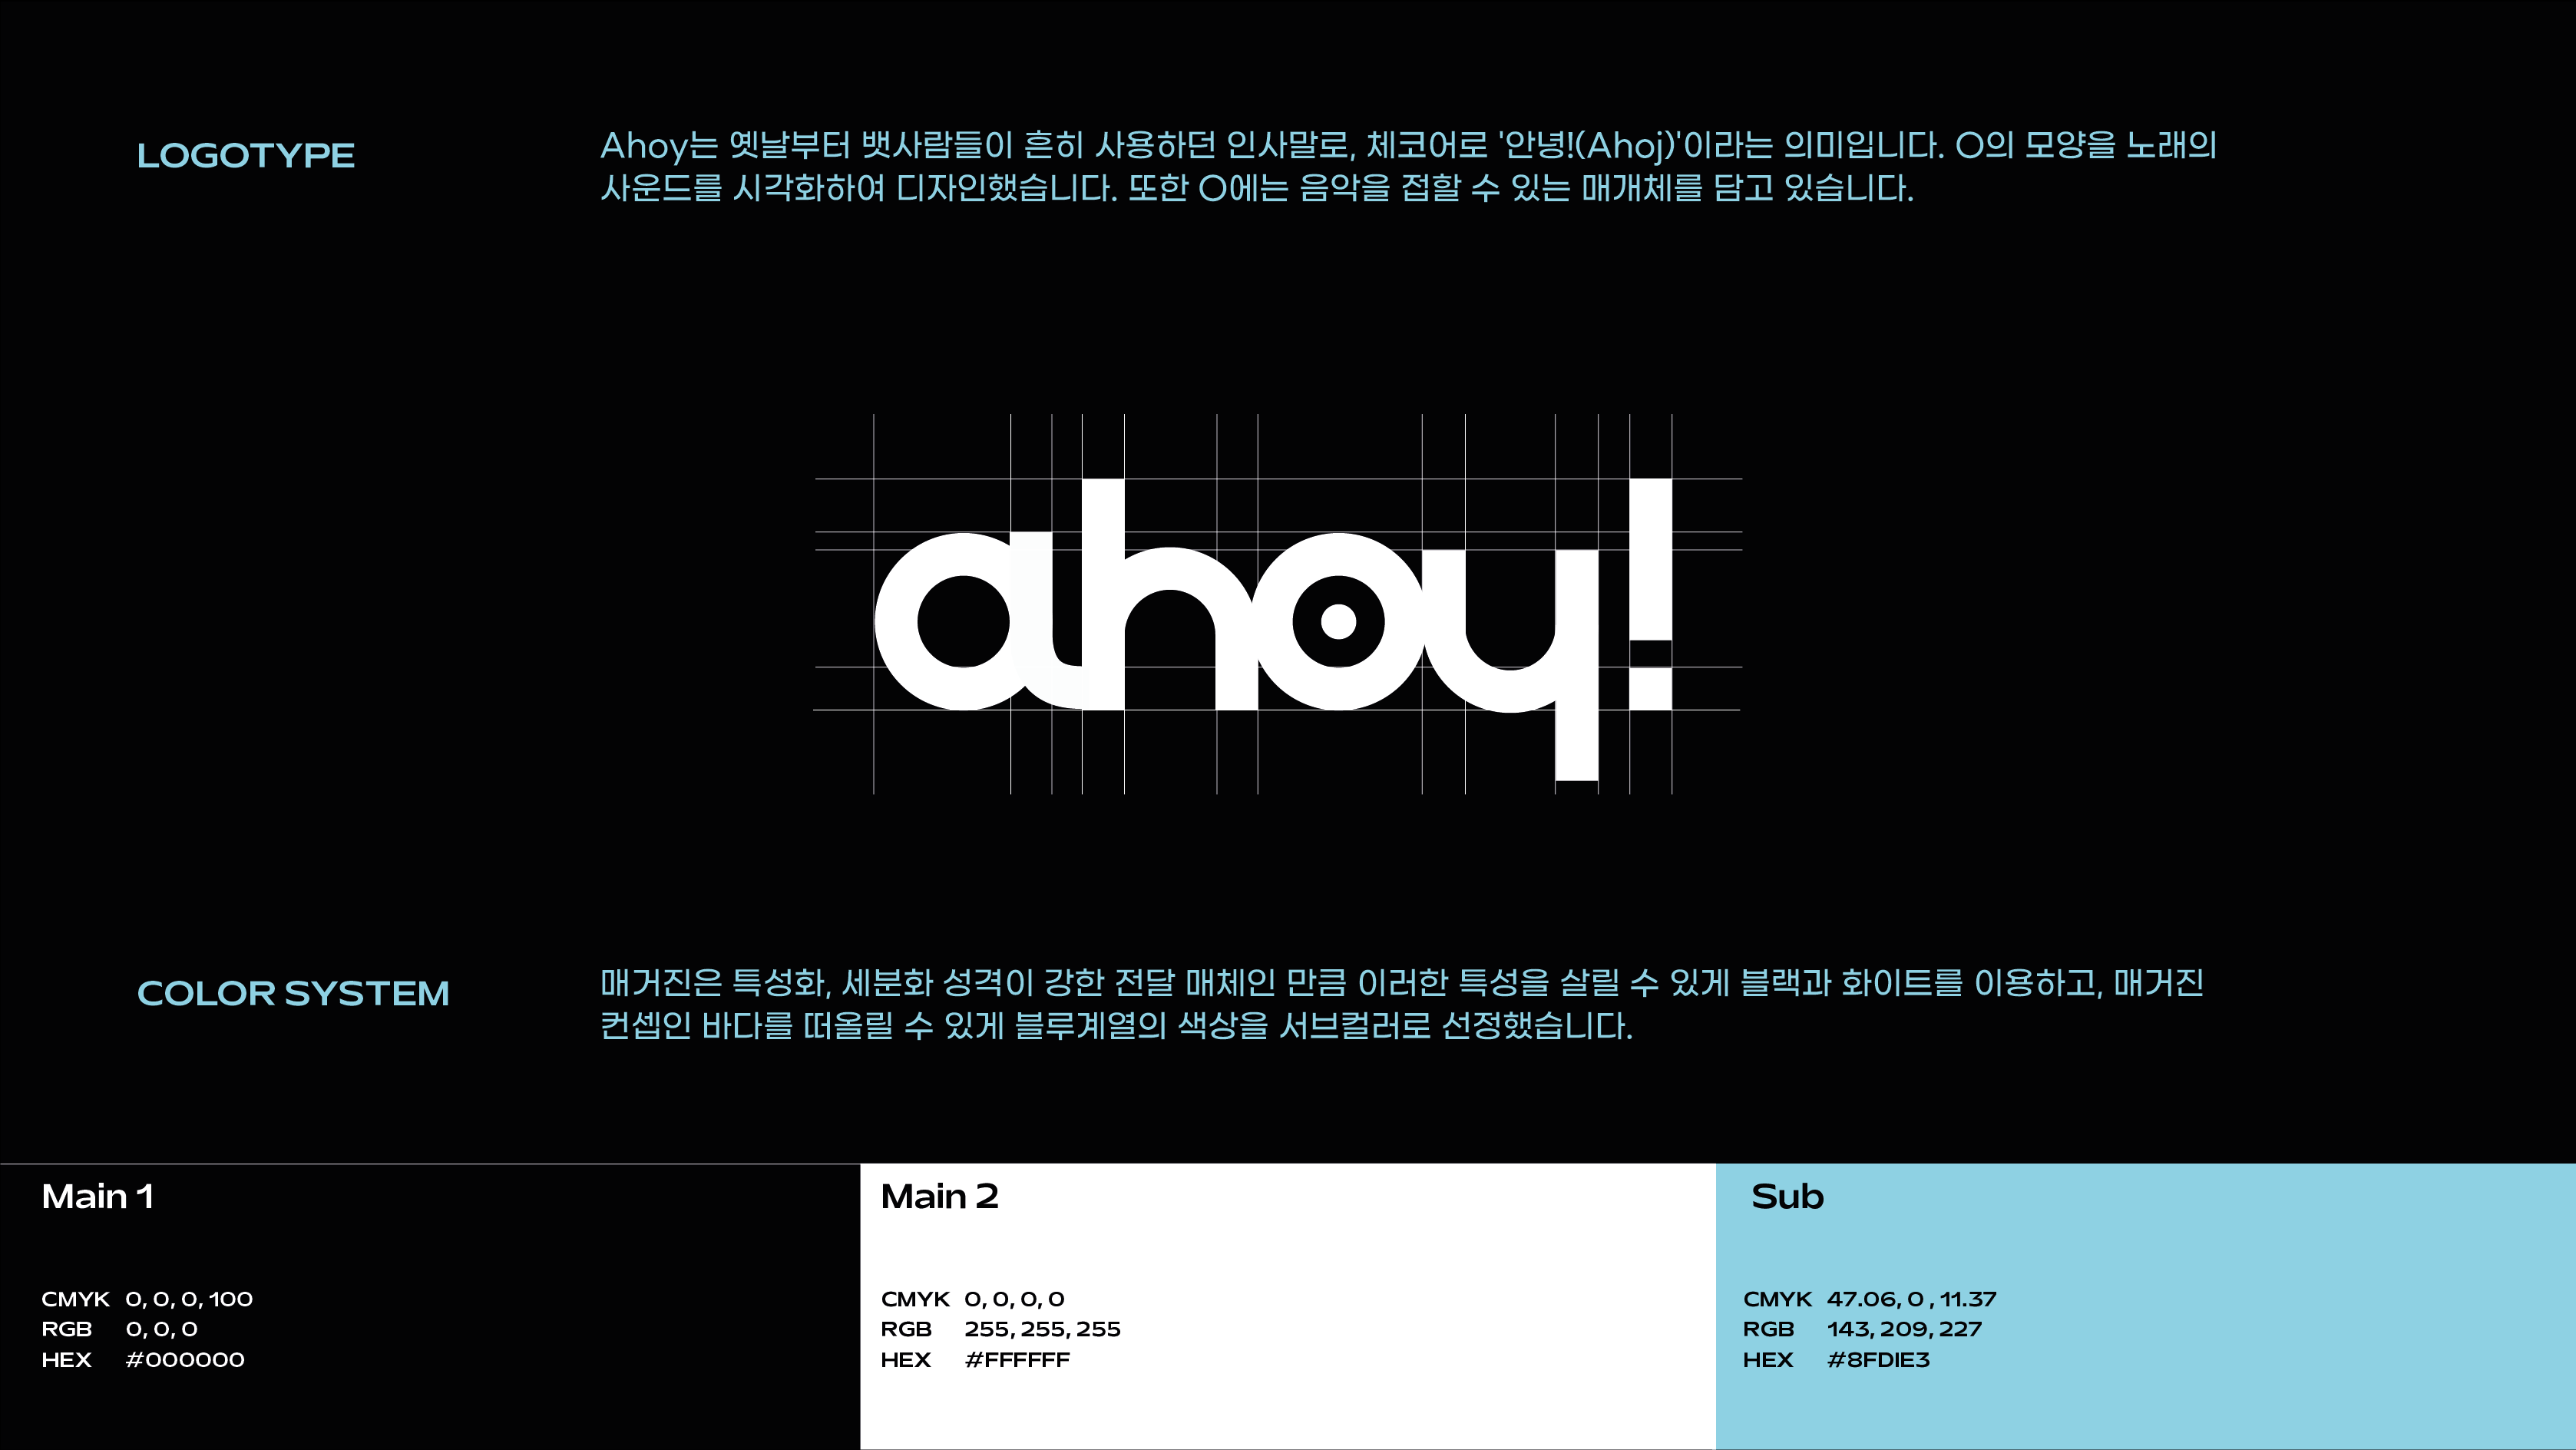 LOGOTYPE
Ahoy는 옛날부터 뱃사람들이 흔히 사용하던 인사말로, 체코어로 '안녕!(Ahoj)'이라는 의미입니다. O의 모양을 노래의
사운드를 시각화하여 디자인했습니다. 또한 O에는 음악을 접할 수 있는 매개체를 담고 있습니다.
ahoy!
COLOR SYSTEM
매거진은 특성화, 세분화 성격이 강한 전달 매체인 만큼 이러한 특성을 살릴 수 있게 블랙과 화이트를 이용하고, 매거진
컨셉인 바다를 떠올릴 수 있게 블루계열의 색상을 서브컬러로 선정했습니다.
Main 1
CMYK 0, 0, 0, 100
RGB 0, 0, 0
HEX #000000
Main 2
CMYK 0, 0, 0, 0
RGB 255, 255, 255
HEX #FFFFFF
Sub
CMYK 47.06, 0 , 11.37
RGB 143, 209, 227
HEX #8FDIE3